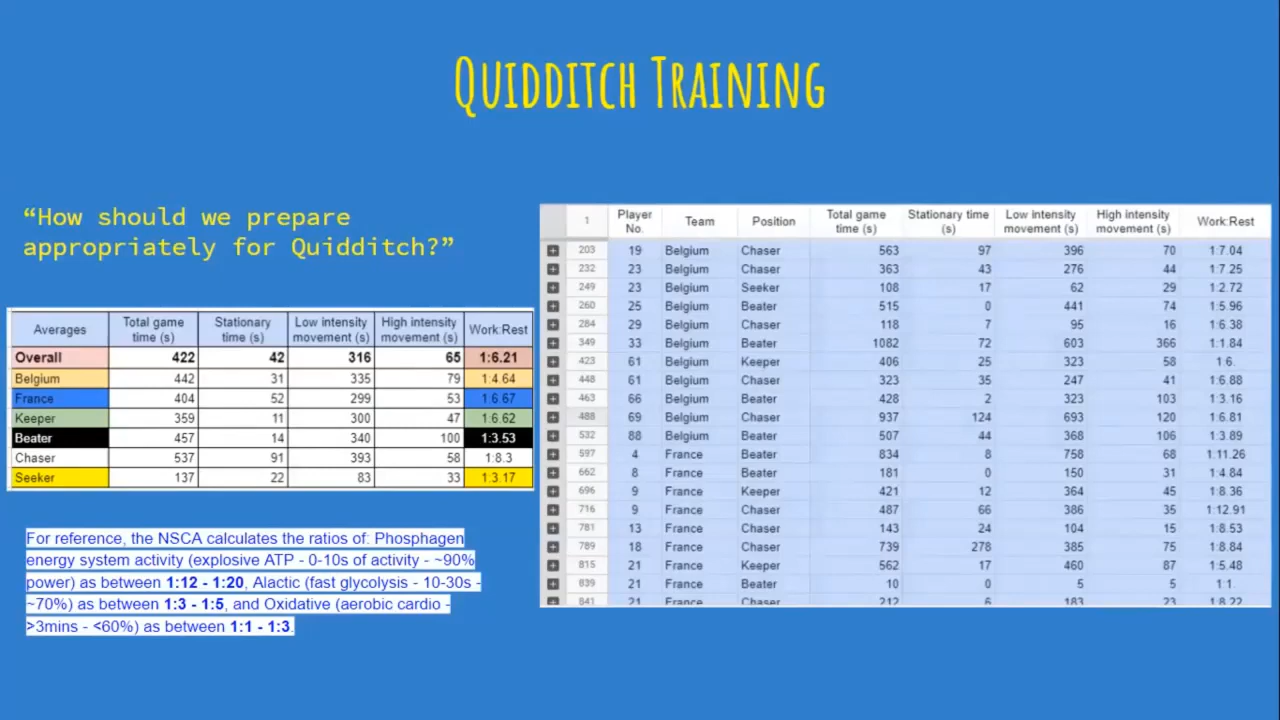 QUIDDITCH TRAINING
“How should we prepare
appropriately for Quidditch?”
Averages Total game time (s) Stationary time (s) Low intensity movement (s) High intensity movement (s) Work:Rest
Overall 422 42 316 65 1:6.21
Belgium 442 31 335 79 1:4.64
France 404 52 299 53 1:6.67
Keeper 359 11 300 47 1:6.62
Beater 457 14 340 100 1:3.53
Chaser 537 91 393 58 1:8.3
Seeker 137 22 83 33 1:3.17
For reference, the NSCA calculates the ratios of: Phosphagen
energy system activity (explosive ATP - 0-10s of activity - ~90%
power) as between 1:12 - 1:20, Alactic (fast glycolysis - 10-30s -
~70%) as between 1:3 - 1:5, and Oxidative (aerobic cardio -
>3mins - <60%) as between 1:1 - 1:3.
1 Player No. Team Position Total game time (s) Stationary time (s) Low intensity movement (s) High intensity movement (s) Work:Rest
203 19 Belgium Chaser 563 97 396 70 1:7.04
232 23 Belgium Chaser 363 43 276 44 1:7.25
249 23 Belgium Seeker 108 17 62 29 1:2.72
260 25 Belgium Beater 515 0 441 74 1:5.96
284 29 Belgium Chaser 118 7 95 16 1:6.38
349 33 Belgium Beater 1082 72 603 366 1:1.84
423 61 Belgium Keeper 406 25 323 58 1:6.
448 61 Belgium Chaser 323 35 247 41 1:6.88
463 66 Belgium Beater 428 2 323 103 1:3.16
488 69 Belgium Chaser 937 124 693 120 1:6.81
532 88 Belgium Beater 507 44 368 106 1:3.89
597 4 France Beater 834 8 758 68 1:11.26
662 8 France Beater 181 0 150 31 1:4.84
696 9 France Keeper 421 12 364 45 1:8.36
716 9 France Chaser 487 66 386 35 1:12.91
781 13 France Chaser 143 24 104 15 1:8.53
789 18 France Chaser 739 278 385 75 1:8.84
815 21 France Keeper 562 17 460 87 1:5.48
839 21 France Beater 10 0 5 5 1:1.
841 21 France Chaser 212 6 183 23 1:8.22